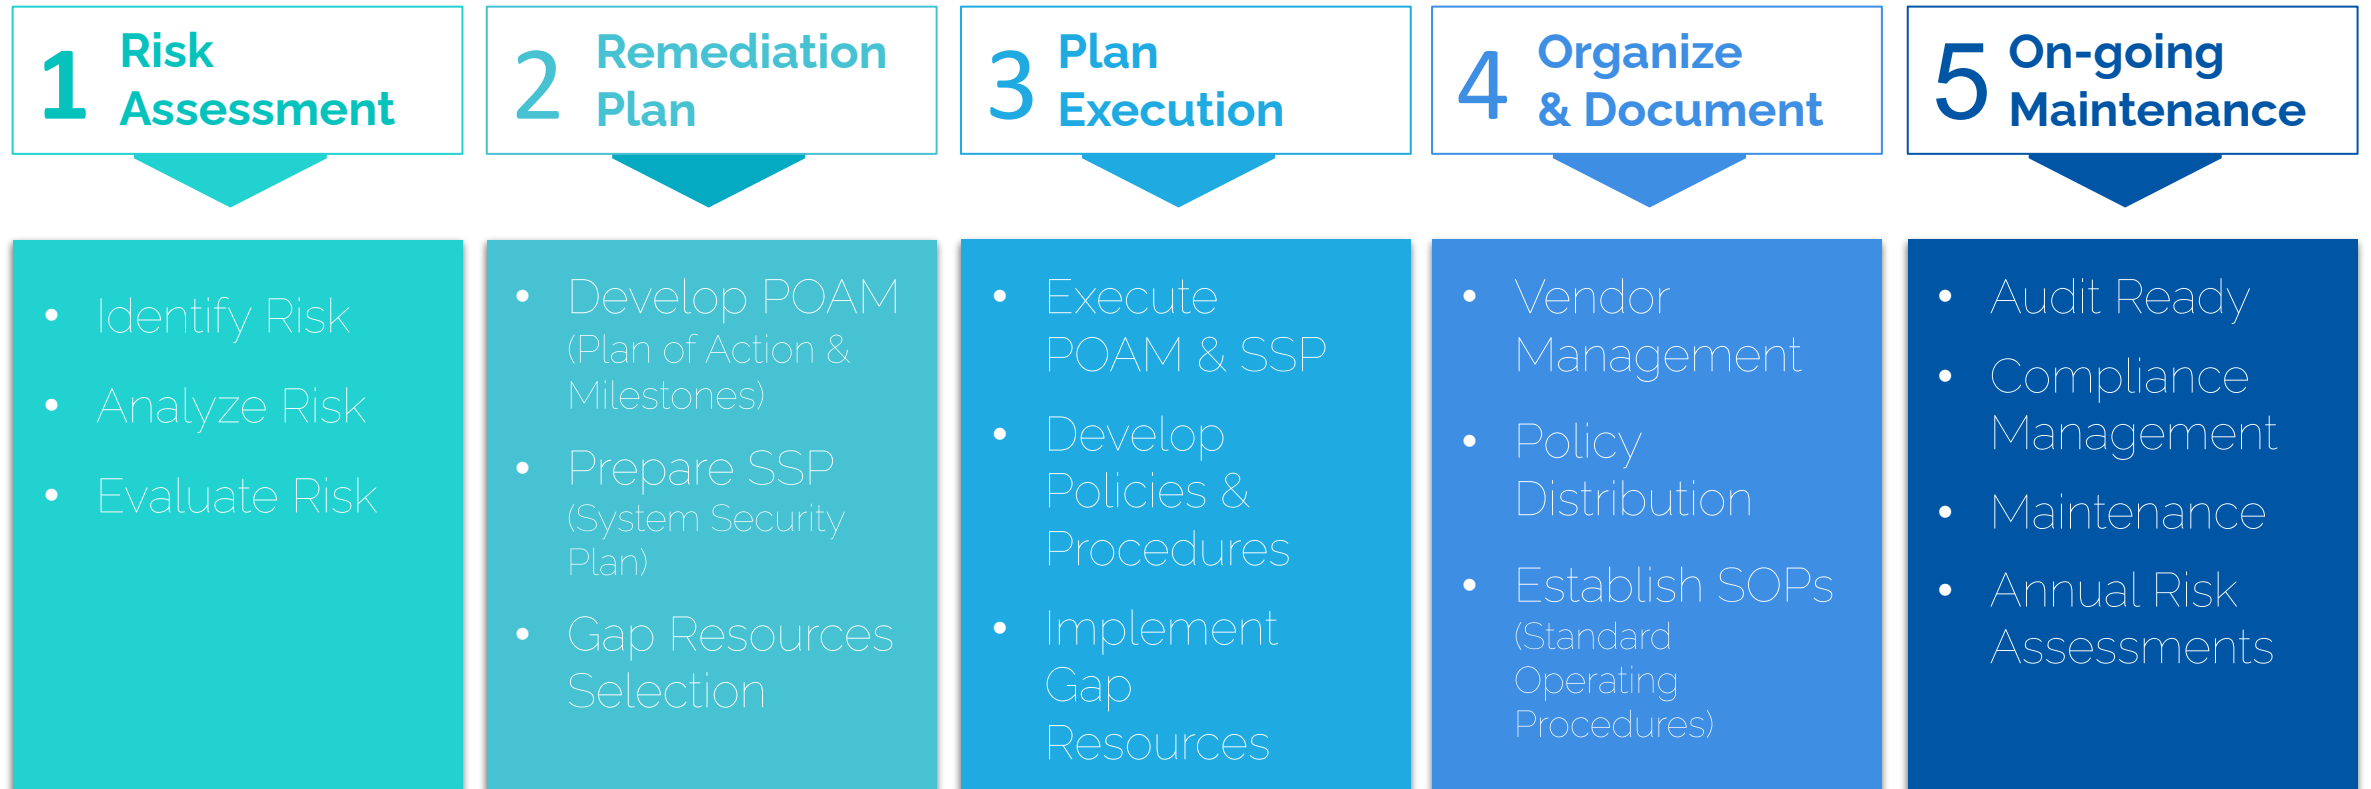 1 Risk
Assessment
• Identify Risk
• Analyze Risk
• Evaluate Risk
2 Remediation
Plan
• Develop POAM
(Plan of Action &
Milestones)
• Prepare SSP
(System Security
Plan)
• Gap Resources
Selection
3 Plan
Execution
• Execute
POAM & SSP
• Develop
Policies &
Procedures
• Implement
Gap
Resources
4 Organize
& Document
• Vendor
Management
• Policy
Distribution
• Establish SOPs
(Standard
Operating
Procedures)
5 On-going
Maintenance
• Audit Ready
• Compliance
Management
• Maintenance
• Annual Risk
Assessments